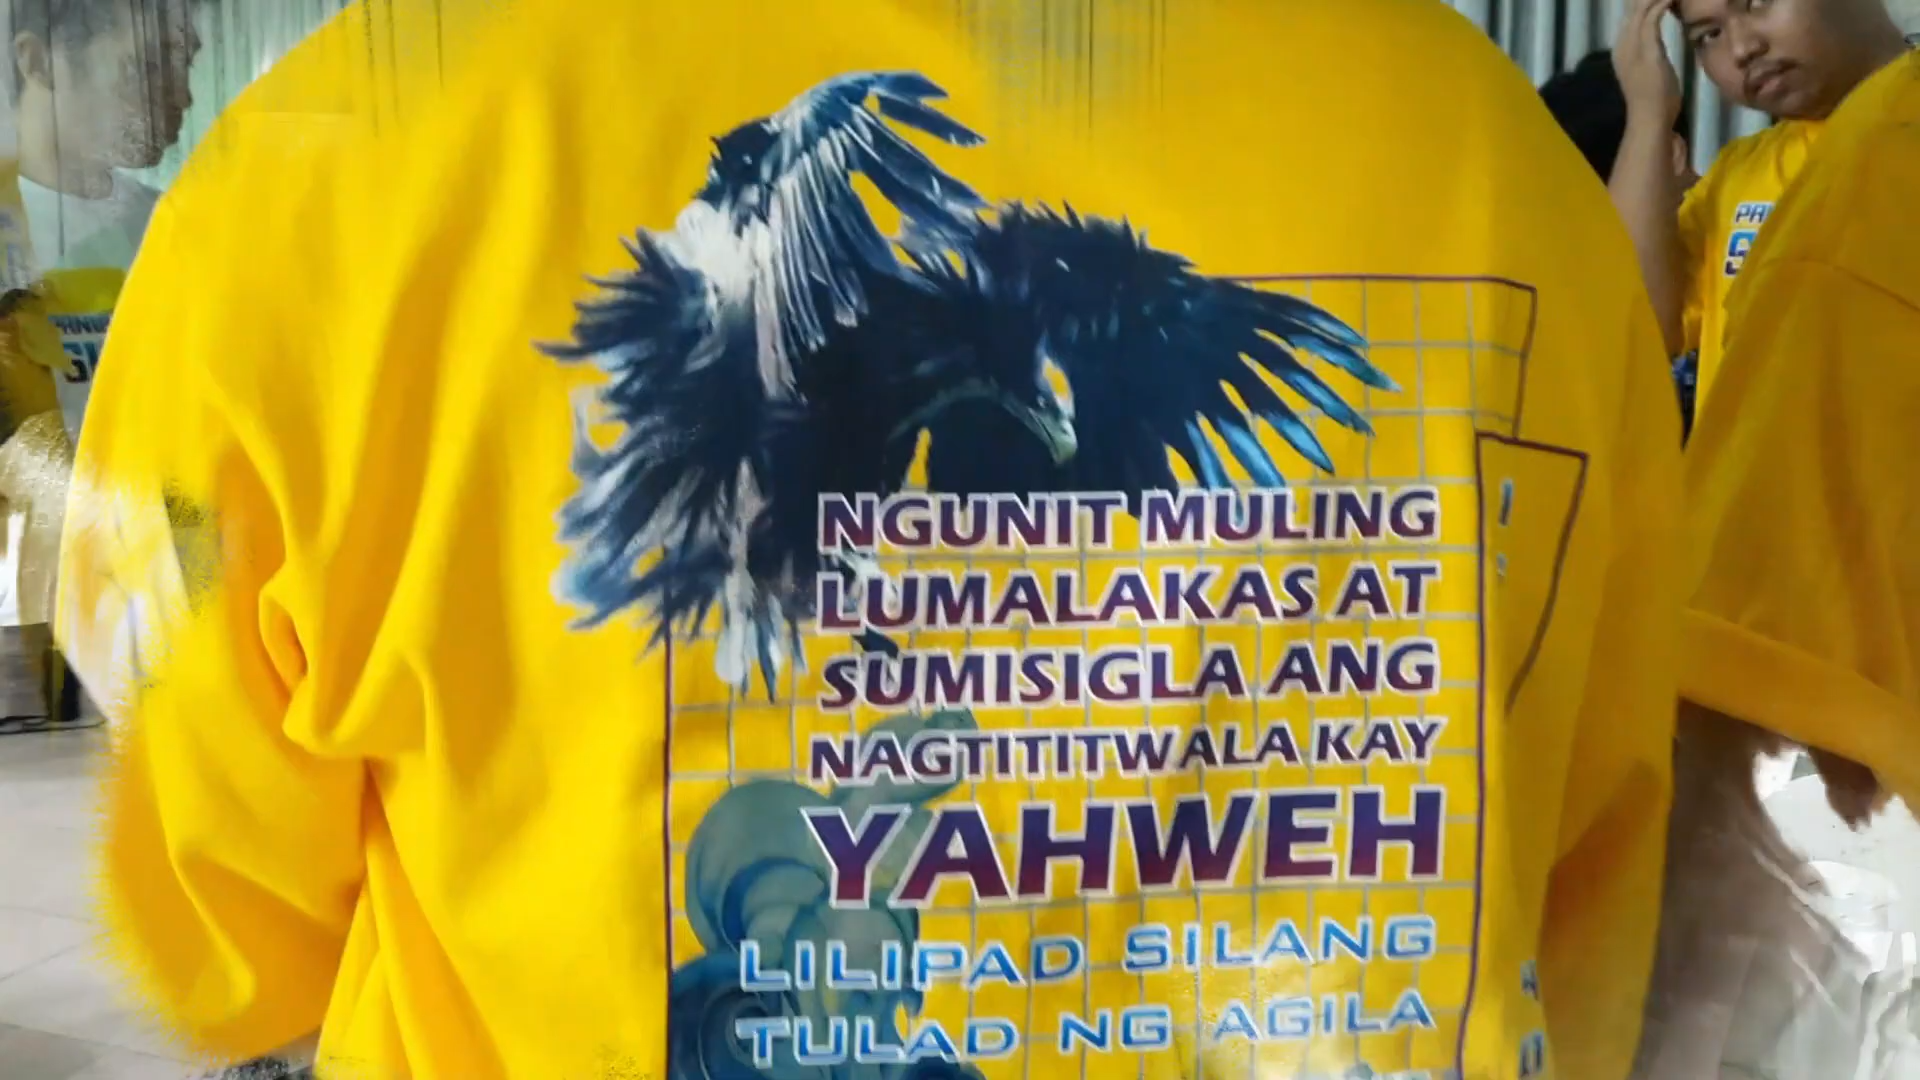 NGUNIT MULING
LUMALAKAS AT
SUMISIGLA ANG
NAGTITITWALA KAY
YAHWEH
LILIPAD SILANG
TULAD NG AGILA